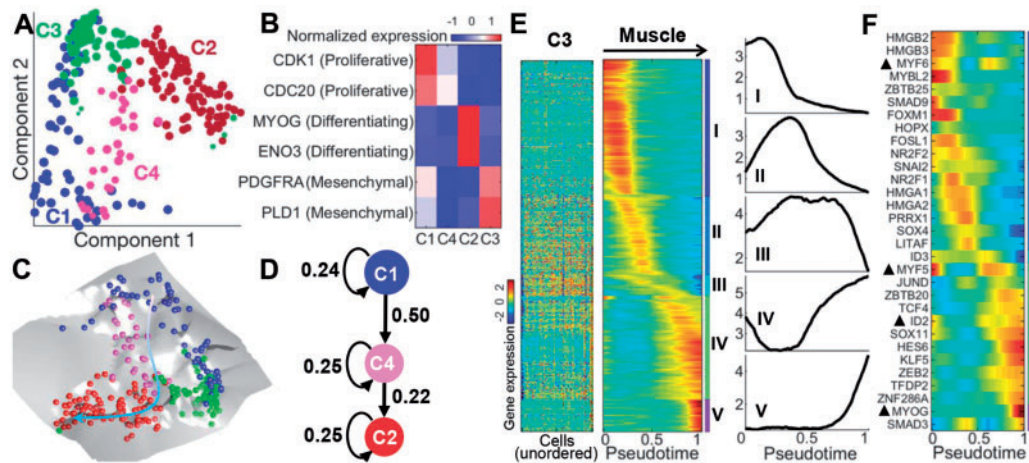 A
C3
C2
C4
C1
Component 2
Component 1
B
Normalized expression
-1 0 1
CDK1 (Proliferative)
CDC20 (Proliferative)
MYOG (Differentiating)
ENO3 (Differentiating)
PDGFRA (Mesenchymal)
PLD1 (Mesenchymal)
C1 C4 C2 C3
C
D
0.24
C1
0.50
0.25
C4
0.22
0.25
C2
E
C3
Muscle
Gene expression
-2 0 2
Cells
(unordered)
0 0.5 1
Pseudotime
I
II
III
IV
V
3
2
1
I
3
2
1
II
4
2
III
5
4
3
IV
4
2
V
0 0.5 1
Pseudotime
F
HMGB2
HMGB3
▲ MYF6
MYBL2
ZBTB25
SMAD9
FOXM1
HOPX
FOSL1
NR2F2
SNAI2
NR2F1
HMGA1
HMGA2
PRRX1
SOX4
LITAF
ID3
▲ MYF5
JUND
ZBTB20
TCF4
▲ ID2
SOX11
HES6
KLF5
ZEB2
TFDP2
ZNF286A
▲ MYOG
SMAD3
0 0.5 1
Pseudotime